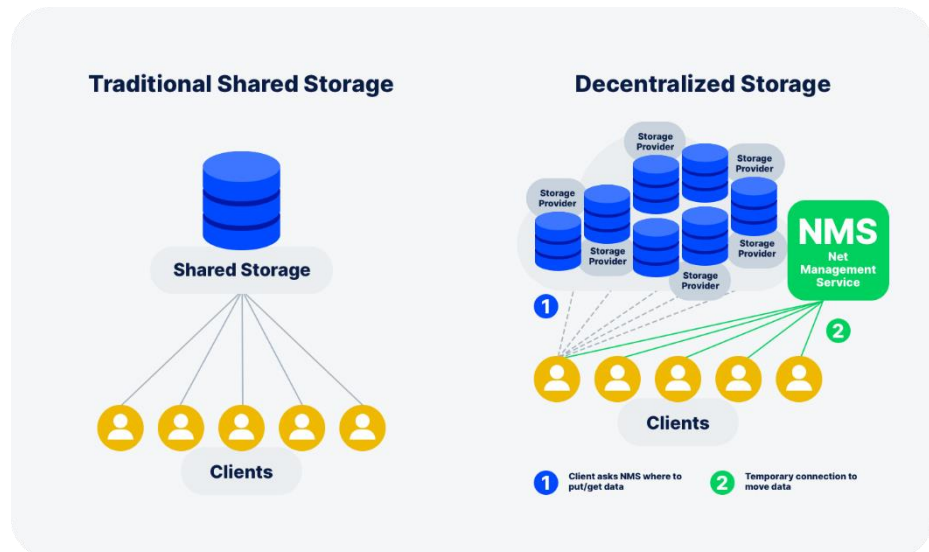 Traditional Shared Storage
Shared Storage
Clients
Decentralized Storage
Storage
Provider
Storage
Provider
Storage
Provider
Storage
Provider
Storage
Provider
Storage
Provider
NMS
Net
Management
Service
1
2
Clients
1
Client asks NMS where to
put/get data
2
Temporary connection to
move data